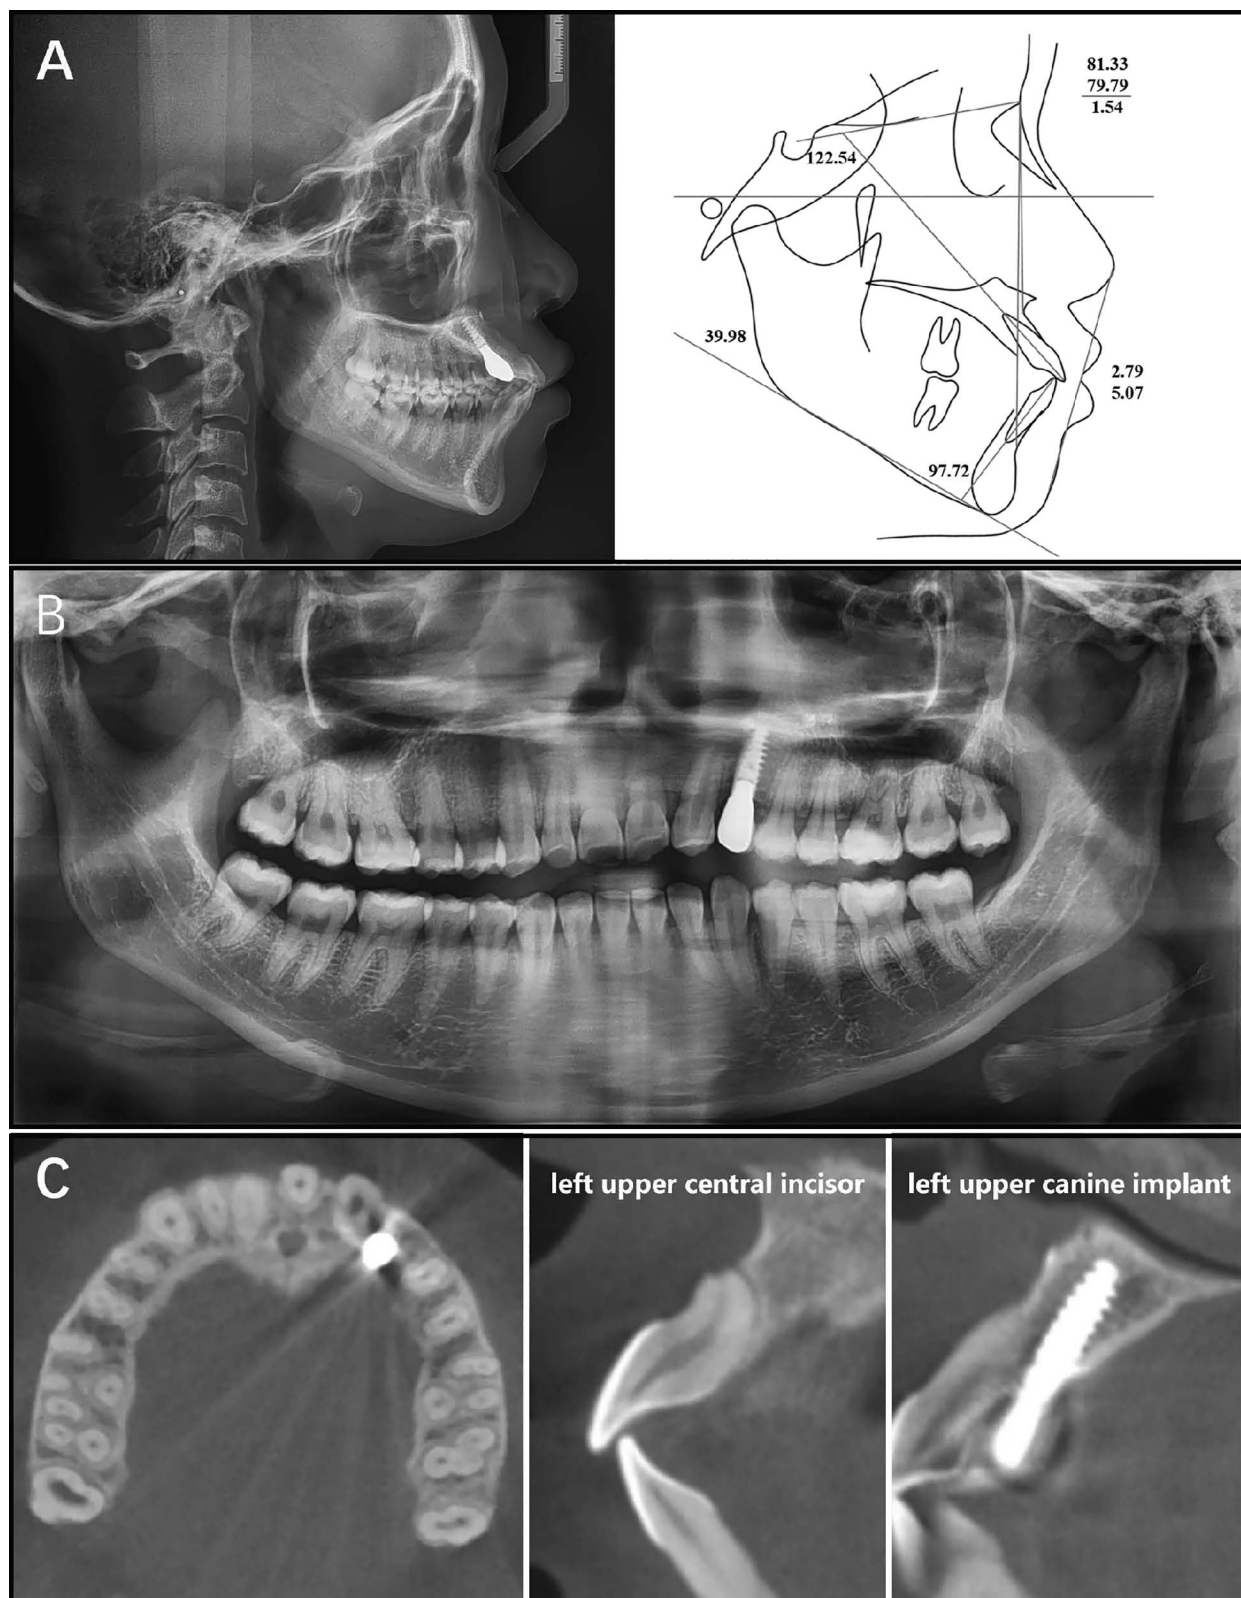 A
81.33
79.79
1.54
122.54
39.98
2.79
5.07
97.72
B
C
left upper central incisor
left upper canine implant